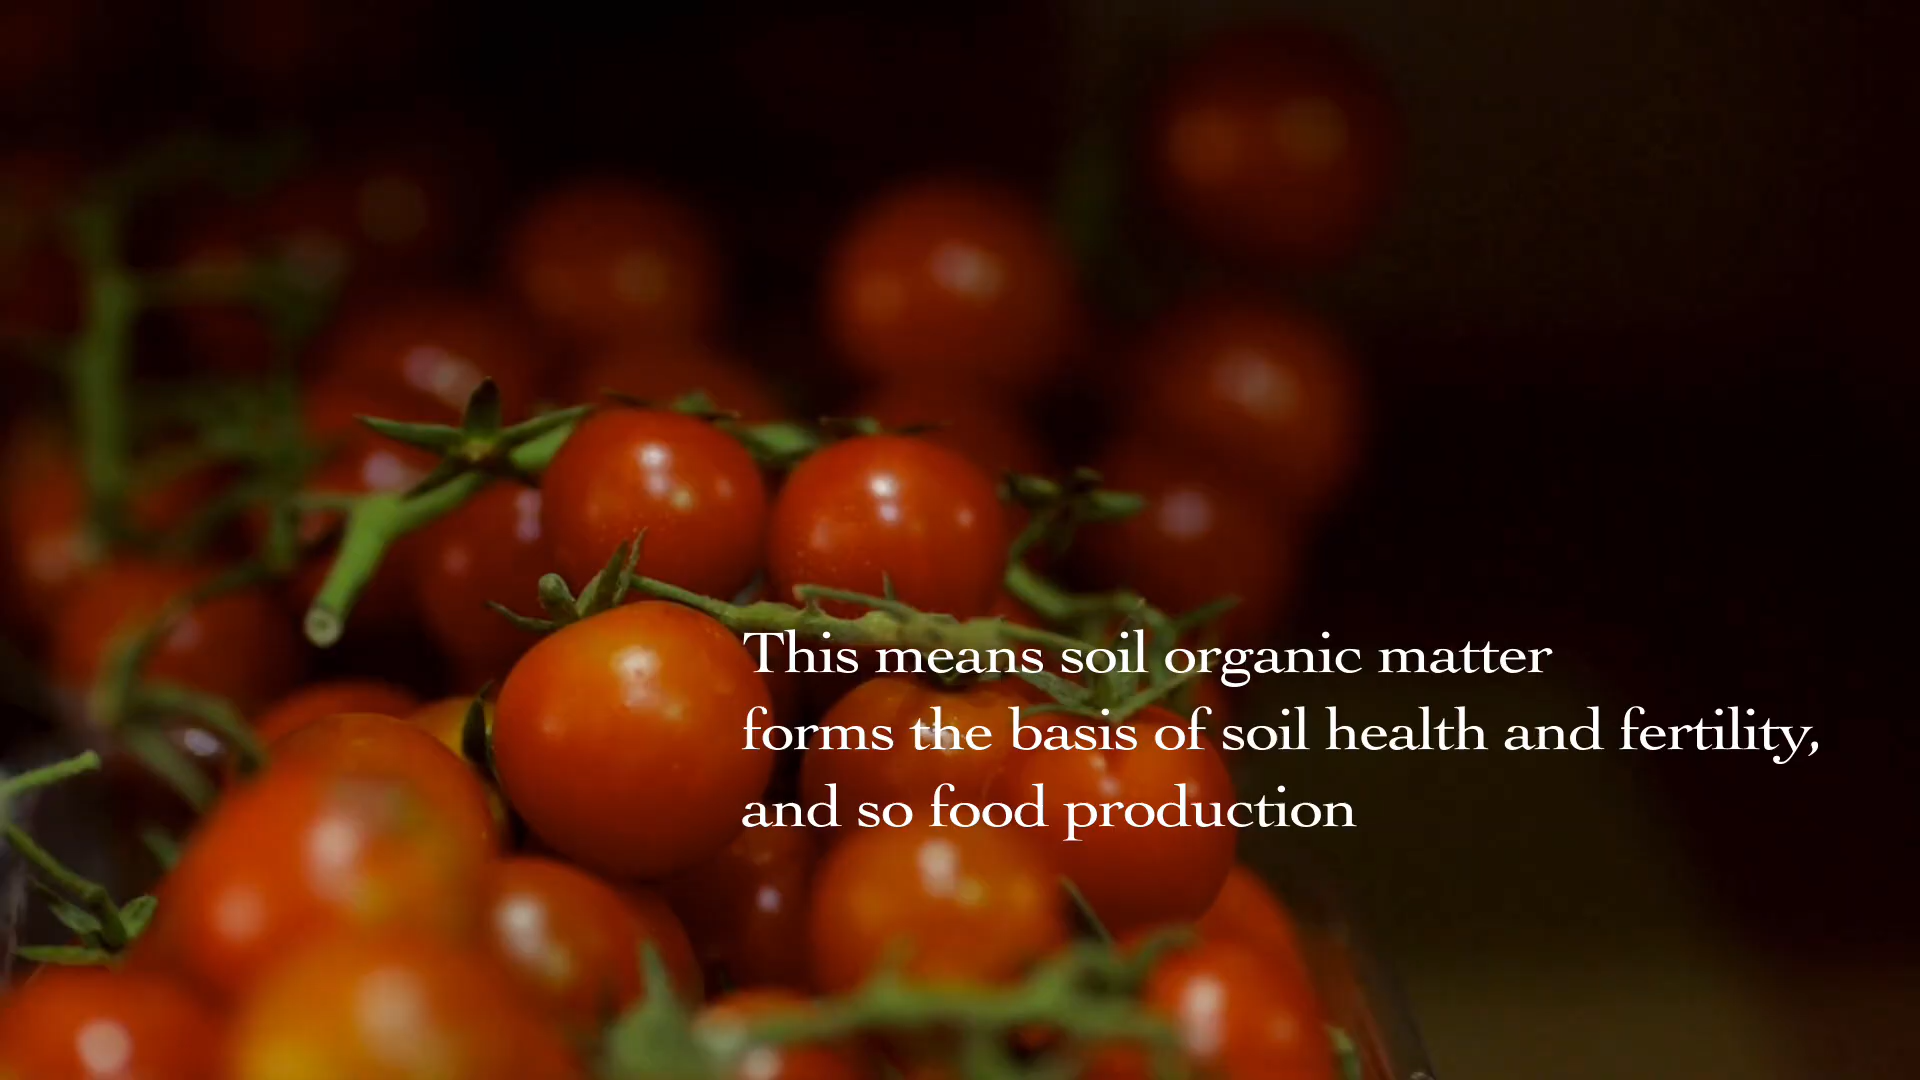 This means soil organic matter
forms the basis of soil health and fertility,
and so food production